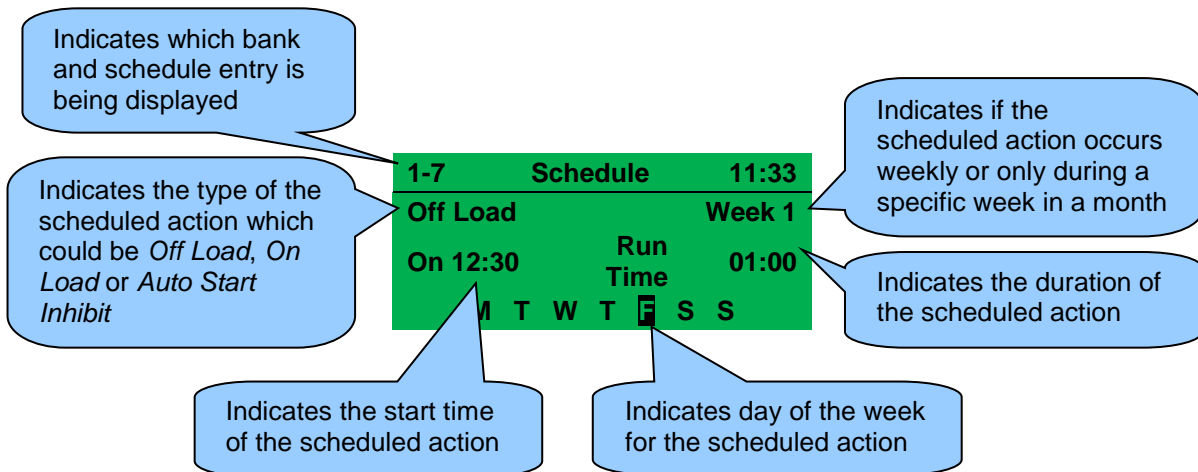 Indicates which bank
and schedule entry is
being displayed
Indicates the type of the
scheduled action which
could be Off Load, On
Load or Auto Start
Inhibit
1-7 Schedule 11:33
Off Load Week 1
On 12:30 Run Time 01:00
M T W T F S S
Indicates if the
scheduled action occurs
weekly or only during a
specific week in a month
Indicates the duration of
the scheduled action
Indicates the start time
of the scheduled action
Indicates day of the week
for the scheduled action